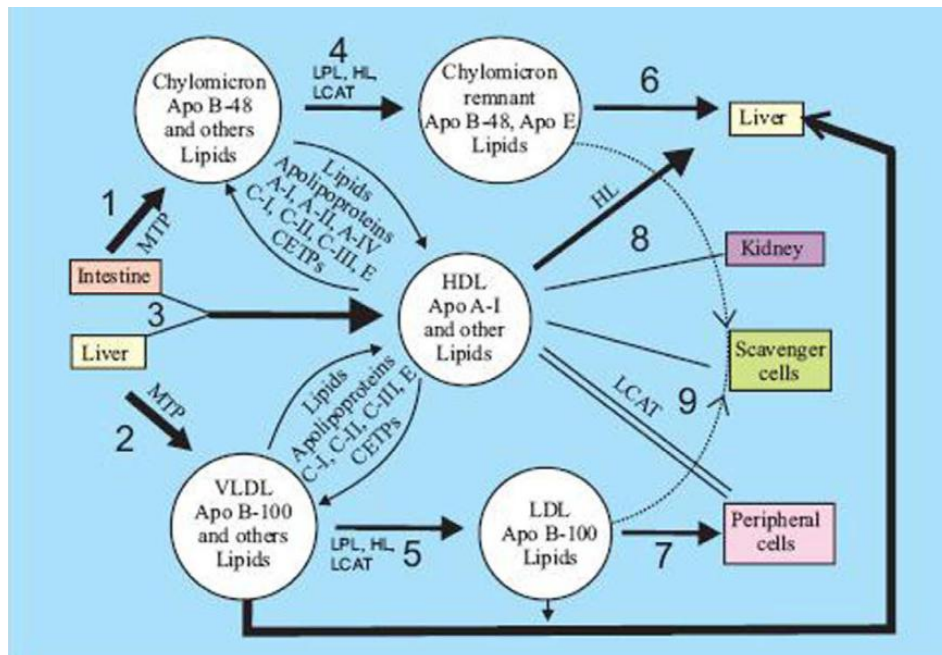 Chylomicron
Apo B-48
and others
Lipids
4
LPL, HL,
LCAT
Chylomicron
remnant
Apo B-48, Apo E
Lipids
6
Liver
1
MTP
Lipids
Apolipoproteins
A-I, A-II, A-IV
C-I, C-II, C-III, E
CETPs
HL
8
Kidney
Intestine
3
Liver
HDL
Apo A-I
and other
Lipids
Scavenger
cells
2
MTP
Lipids
Apolipoproteins
C-I, C-II, C-III, E
CETPs
LCAT
9
VLDL
Apo B-100
and others
Lipids
LPL, HL,
LCAT
5
LDL
Apo B-100
Lipids
7
Peripheral
cells